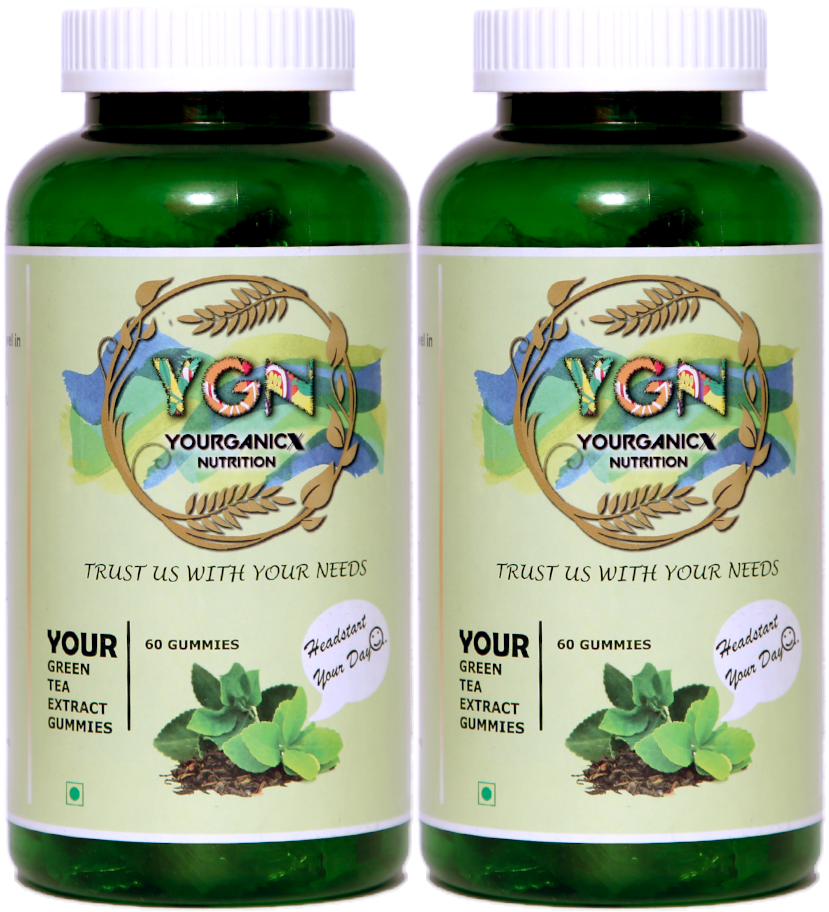 YGN
YOURGANICX
NUTRITION
TRUST US WITH YOUR NEEDS
YOUR
GREEN
TEA
EXTRACT
GUMMIES
60 GUMMIES
Headstart
Your Day
YGN
YOURGANICX
NUTRITION
TRUST US WITH YOUR NEEDS
YOUR
GREEN
TEA
EXTRACT
GUMMIES
60 GUMMIES
Headstart
Your Day